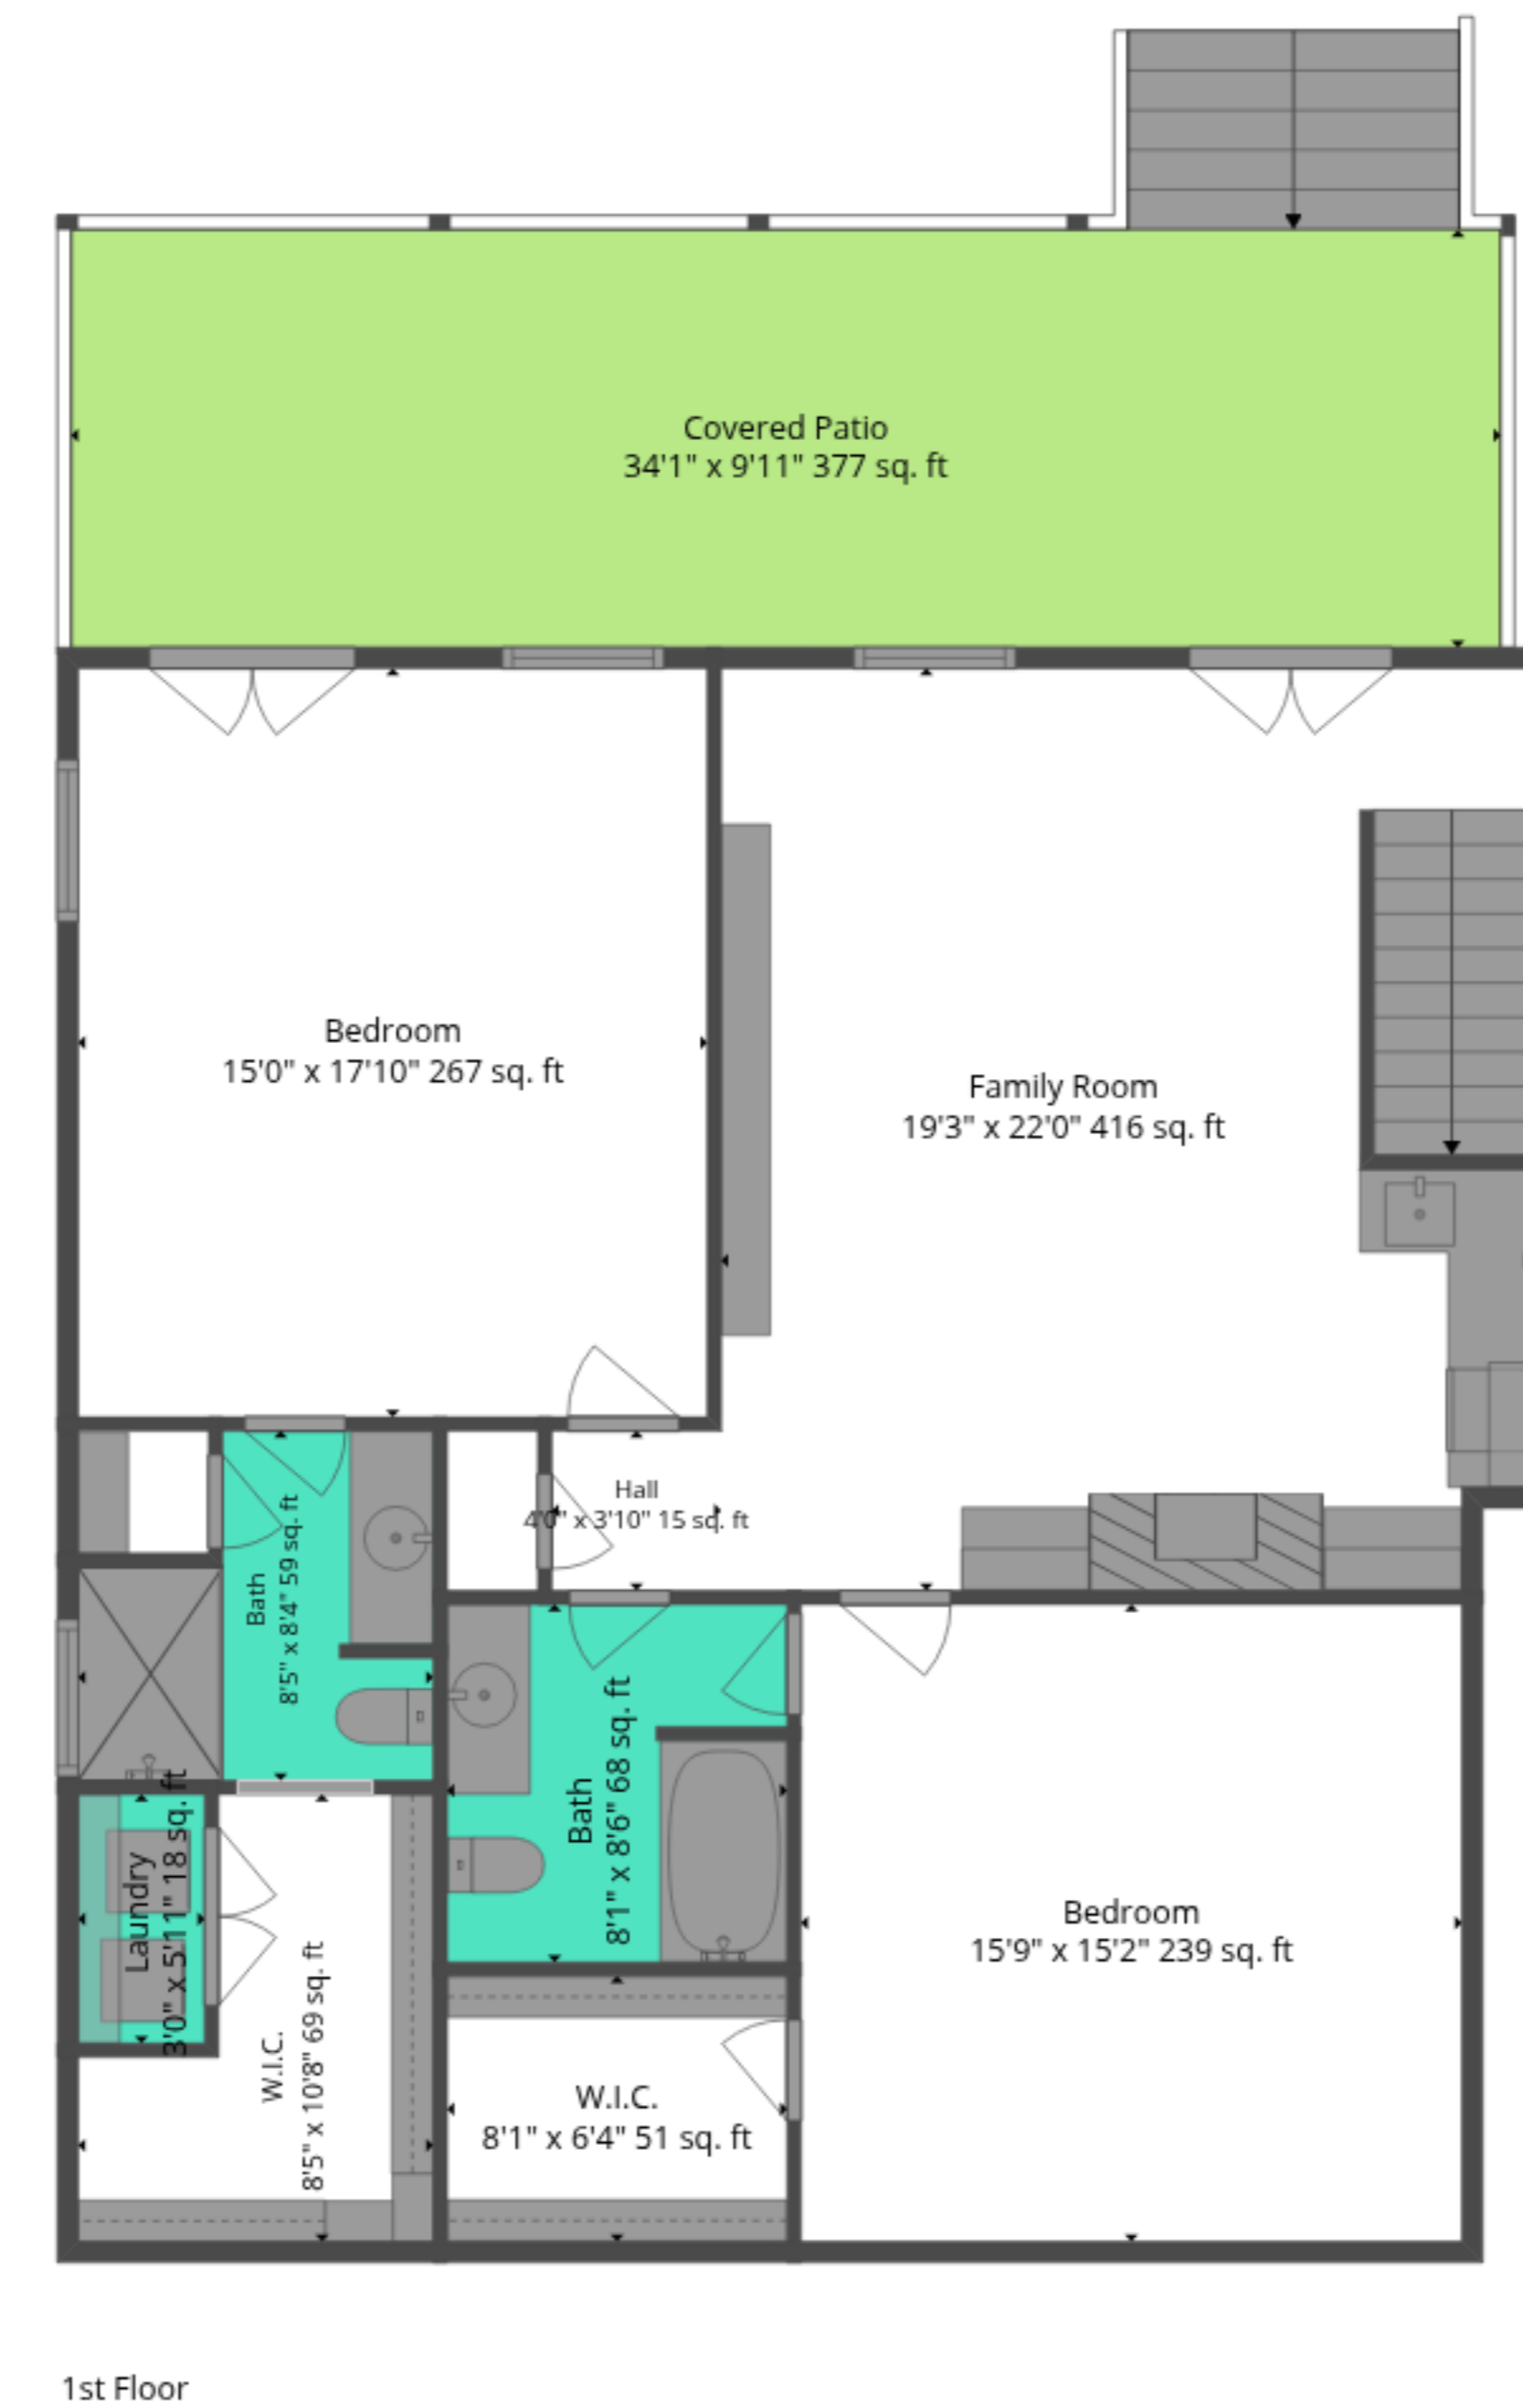 Covered Patio
34'1" x 9'11" 377 sq. ft
Bedroom
15'0" x 17'10" 267 sq. ft
Family Room
19'3" x 22'0" 416 sq. ft
Hall
4'0" x 3'10" 15 sq. ft
Bath
8'5" x 8'4" 59 sq. ft
Bath
8'1" x 8'6" 68 sq. ft
Laundry
3'0" x 5'11" 18 sq. ft
Bedroom
15'9" x 15'2" 239 sq. ft
W.I.C.
8'5" x 10'8" 69 sq. ft
W.I.C.
8'1" x 6'4" 51 sq. ft
1st Floor